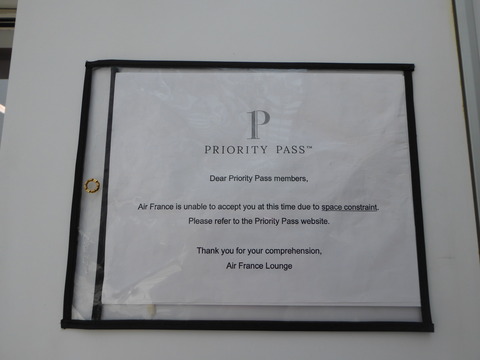 P
PRIORITY PASS™
Dear Priority Pass members,
Air France is unable to accept you at this time due to space constraint.
Please refer to the Priority Pass website.
Thank you for your comprehension,
Air France Lounge